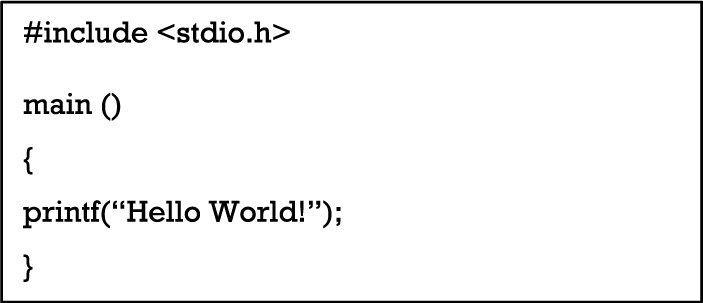 #include <stdio.h>
main ()
{
printf(“Hello World!”);
}